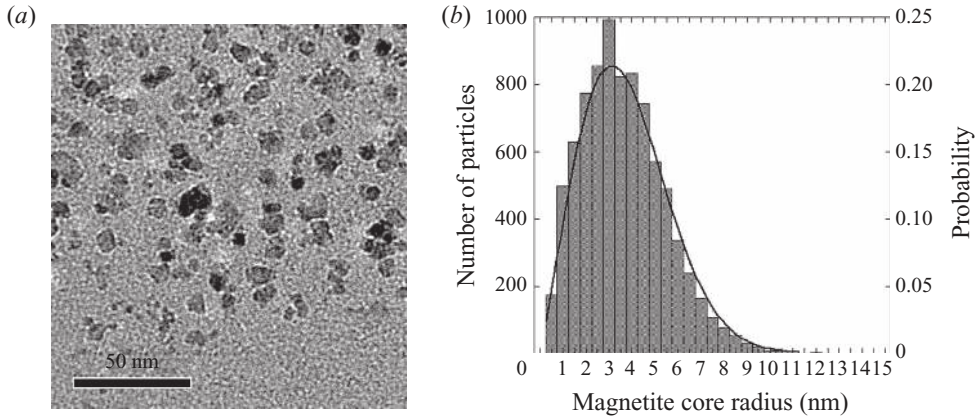 (a)
50 nm
(b)
Number of particles
1000
800
600
400
200
0 1 2 3 4 5 6 7 8 9 10 11 12 13 14 15
Magnetite core radius (nm)
0.25
0.20
0.15
0.10
0.05
0
Probability